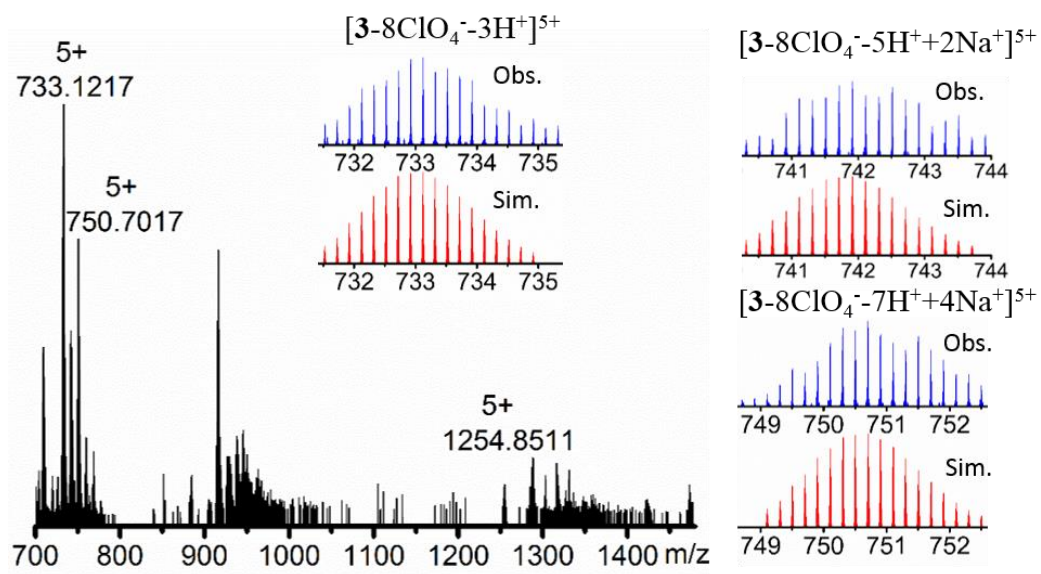 5+
733.1217
5+
750.7017
5+
1254.8511
700 800 900 1000 1100 1200 1300 1400 m/z
[3-8ClO₄⁻-3H⁺]⁵⁺
Obs.
732 733 734 735
Sim.
732 733 734 735
[3-8ClO₄⁻-5H⁺+2Na⁺]⁵⁺
Obs.
741 742 743 744
Sim.
741 742 743 744
[3-8ClO₄⁻-7H⁺+4Na⁺]⁵⁺
Obs.
749 750 751 752
Sim.
749 750 751 752